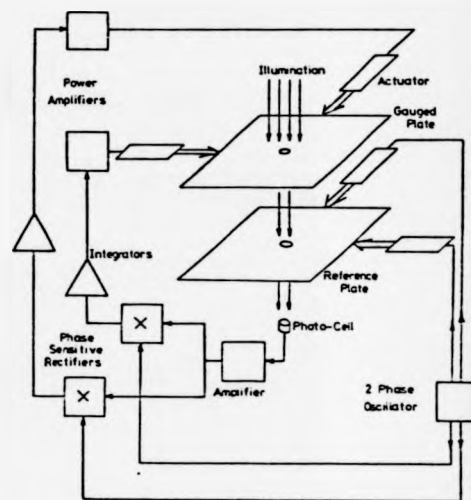 Power
Amplifiers
Illumination
Actuator
Gauged
Plate
Integrators
Reference
Plate
Phase
Sensitive
Rectifiers
Photo-Cell
Amplifier
2 Phase
Oscillator
×
×